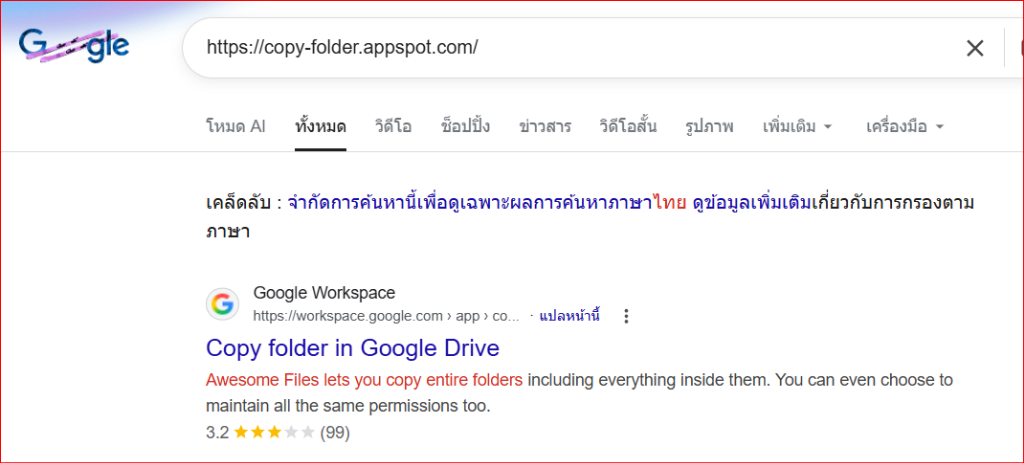 Google
https://copy-folder.appspot.com/
โหมด AI ทั้งหมด วิดีโอ ช็อปปิ้ง ข่าวสาร วิดีโอสั้น รูปภาพ เพิ่มเติม เครื่องมือ
เคล็ดลับ : จำกัดการค้นหานี้เพื่อดูเฉพาะผลการค้นหาภาษาไทย ดูข้อมูลเพิ่มเติมเกี่ยวกับการกรองตาม
ภาษา
Google Workspace
https://workspace.google.com › app › co... · แปลหน้านี้
Copy folder in Google Drive
Awesome Files lets you copy entire folders including everything inside them. You can even choose to
maintain all the same permissions too.
3.2 ★★★☆☆ (99)